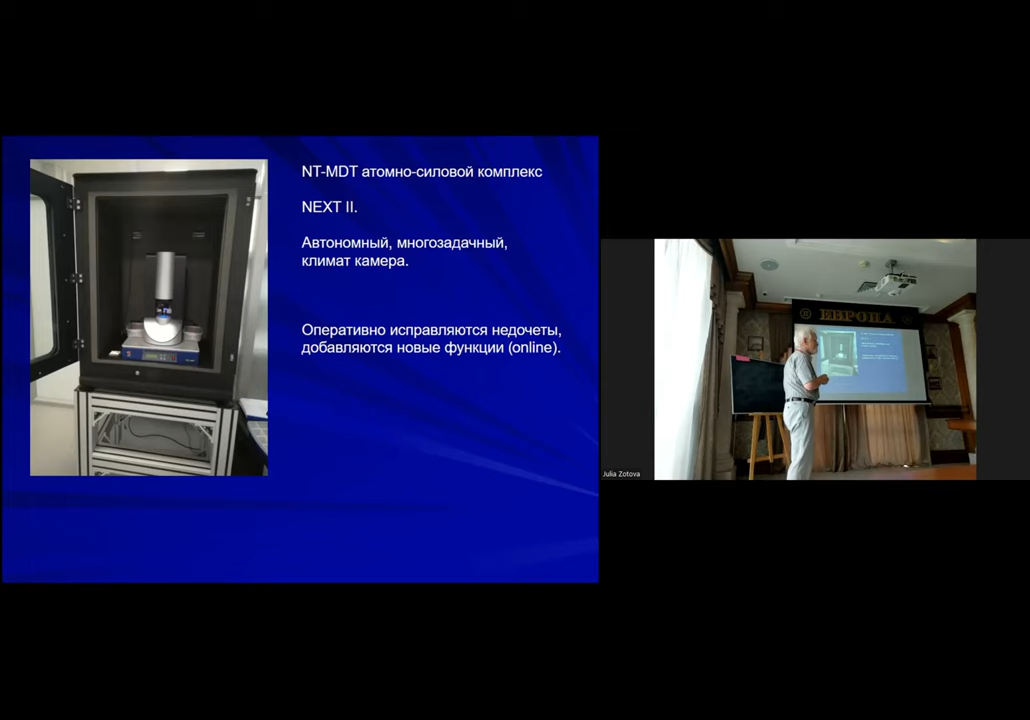 NT-MDT атомно-силовой комплекс
NEXT II.
Автономный, многозадачный,
климат камера.
Оперативно исправляются недочеты,
добавляются новые функции (online).
® ЕВРОПА
Julia Zotova